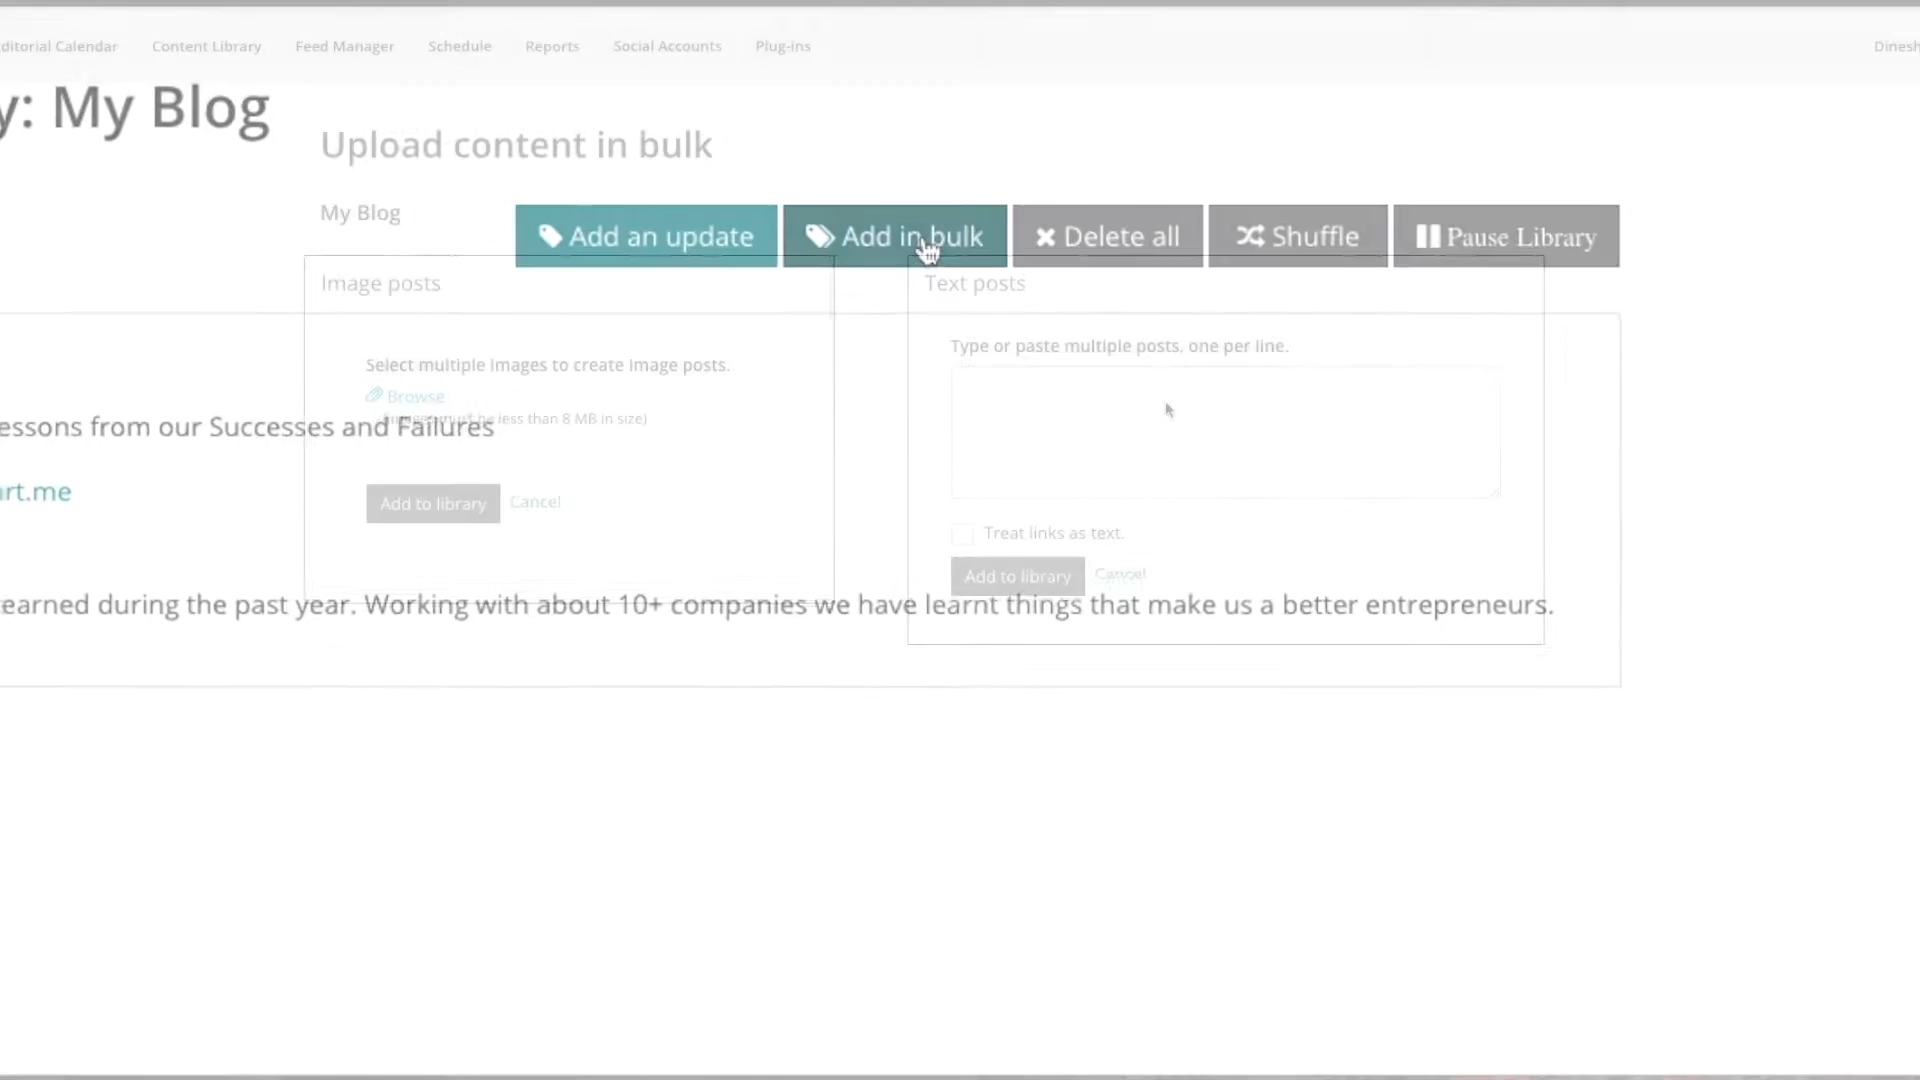 ditorial Calendar Content Library Feed Manager Schedule Reports Social Accounts Plug-ins Dinesh
y: My Blog
Upload content in bulk
My Blog
Add an update Add in bulk Delete all Shuffle Pause Library
Image posts Text posts
Type or paste multiple posts, one per line.
Select multiple images to create image posts.
Browse
less than 8 MB in size)
essons from our Successes and Failures
rt.me
Add to library Cancel
Treat links as text.
Add to library Cancel
earned during the past year. Working with about 10+ companies we have learnt things that make us a better entrepreneurs.